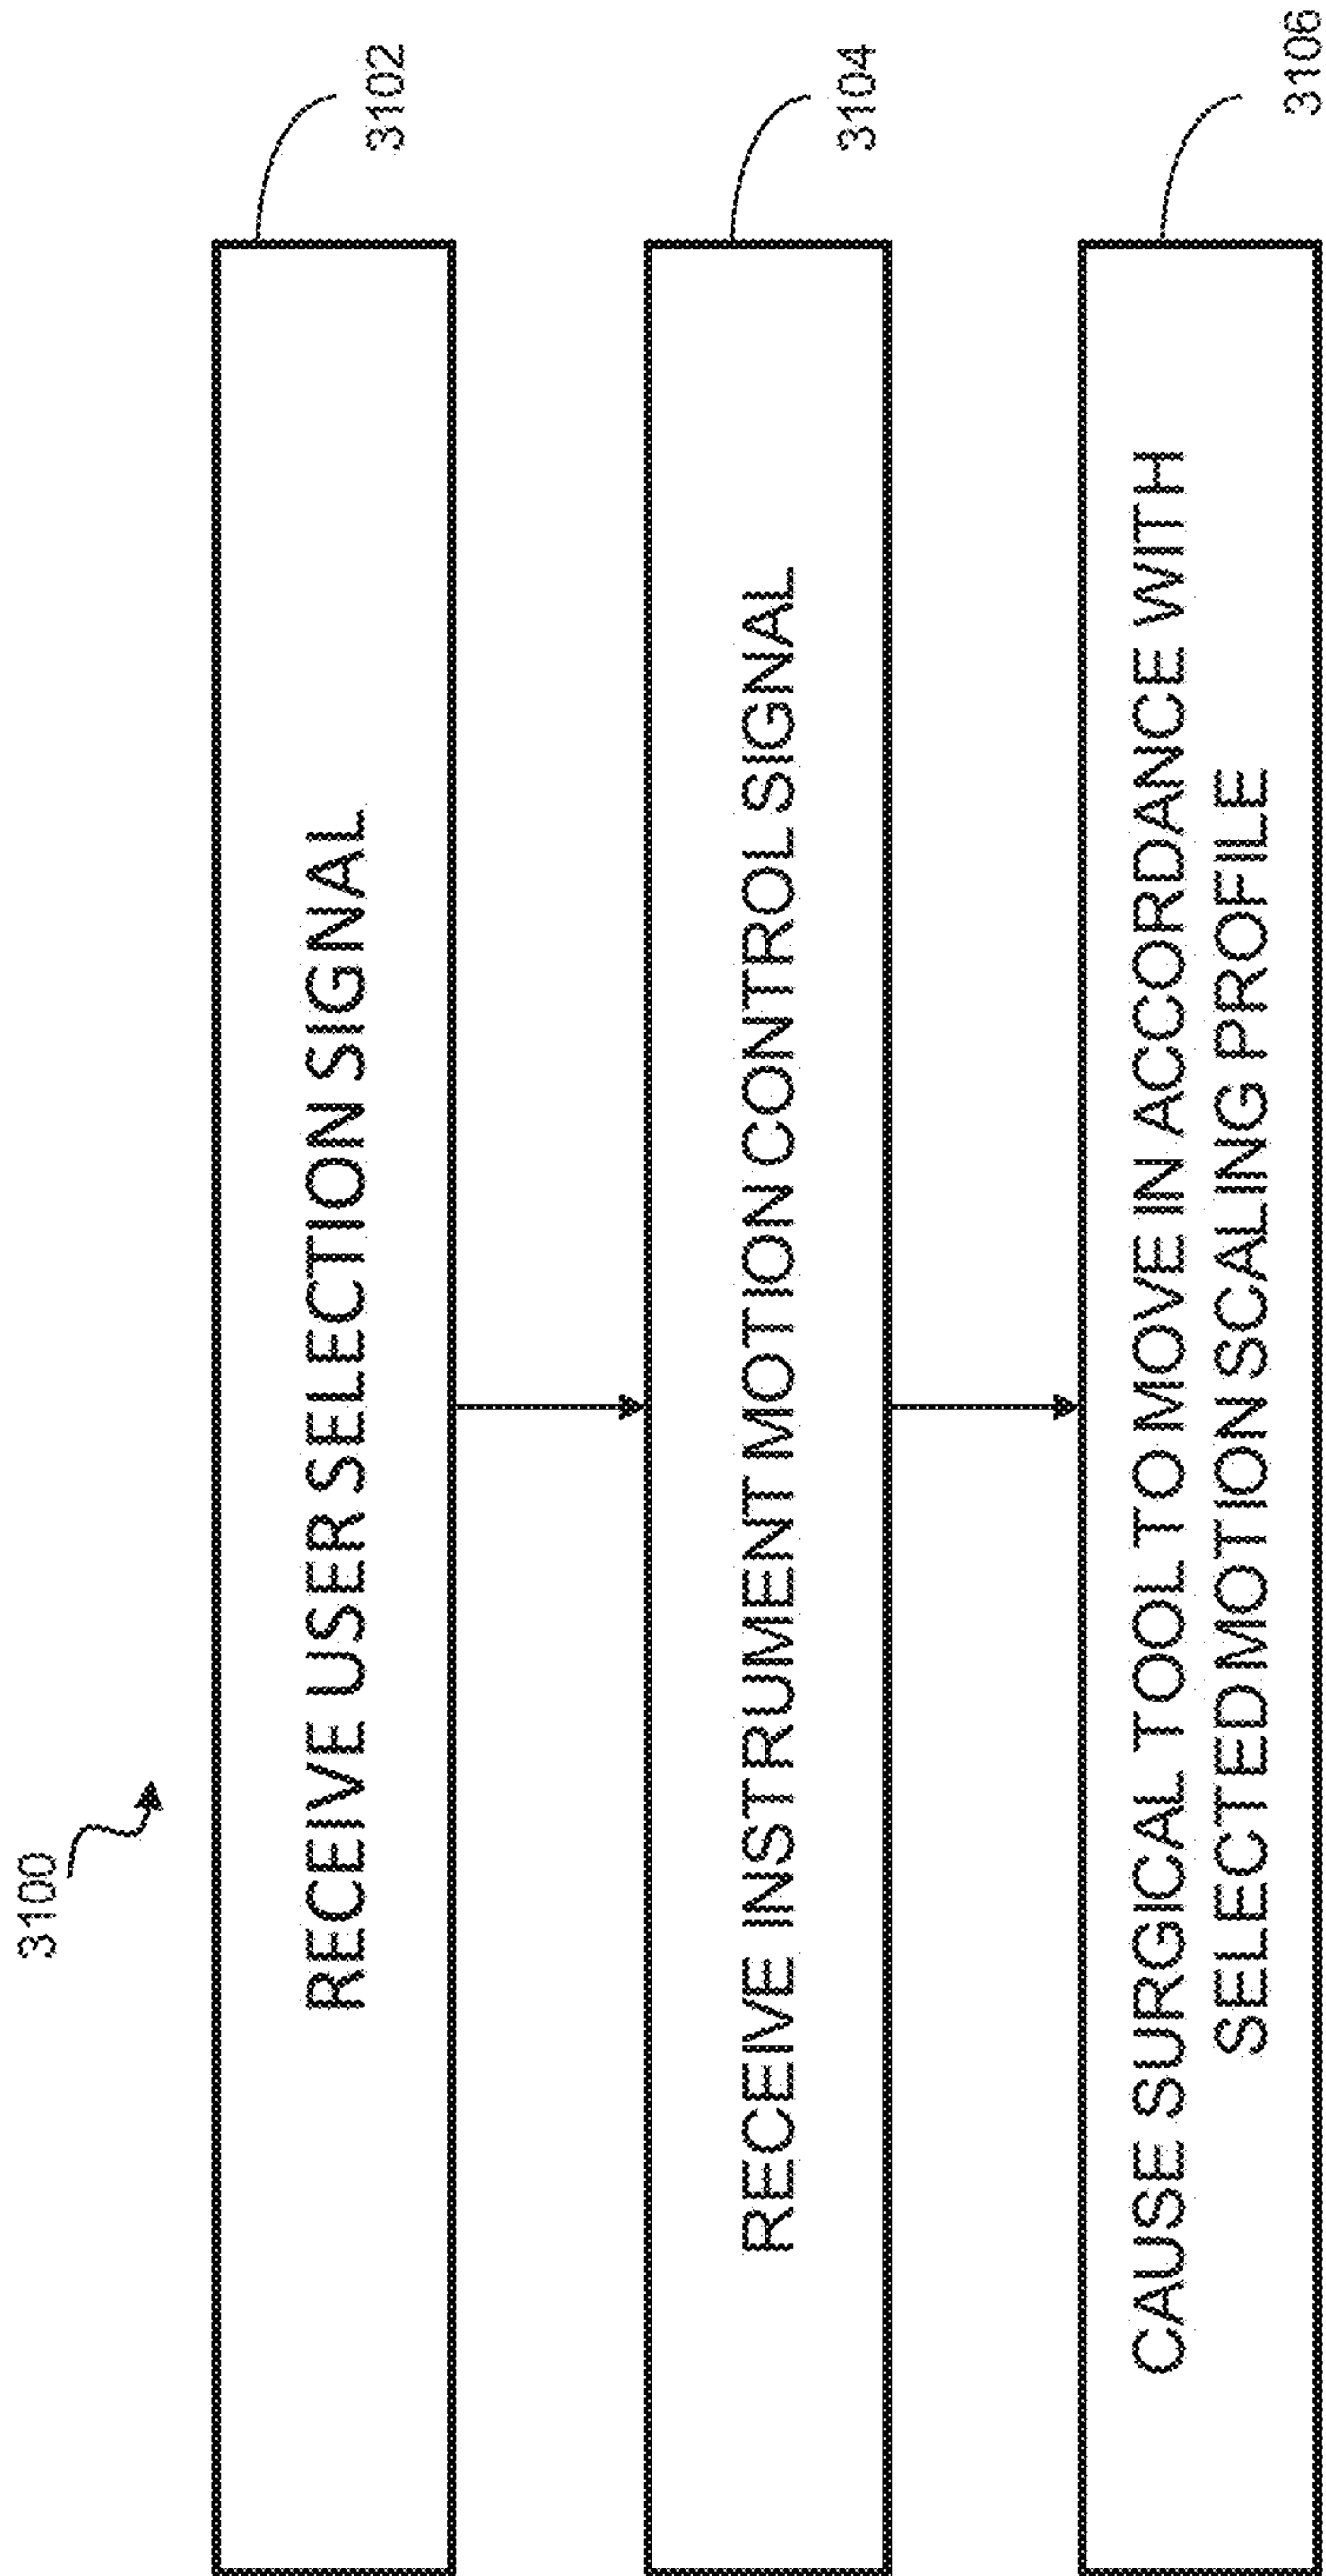 3100
RECEIVE USER SELECTION SIGNAL
3102
RECEIVE INSTRUMENT MOTION CONTROL SIGNAL
3104
CAUSE SURGICAL TOOL TO MOVE IN ACCORDANCE WITH
SELECTED MOTION SCALING PROFILE
3106